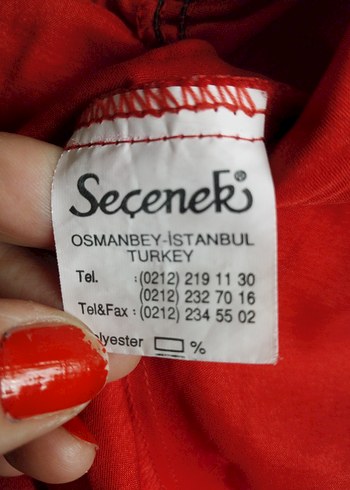 Seçenek®
OSMANBEY-İSTANBUL
TURKEY
Tel. :(0212) 219 11 30
(0212) 232 70 16
Tel&Fax : (0212) 234 55 02
lyester %